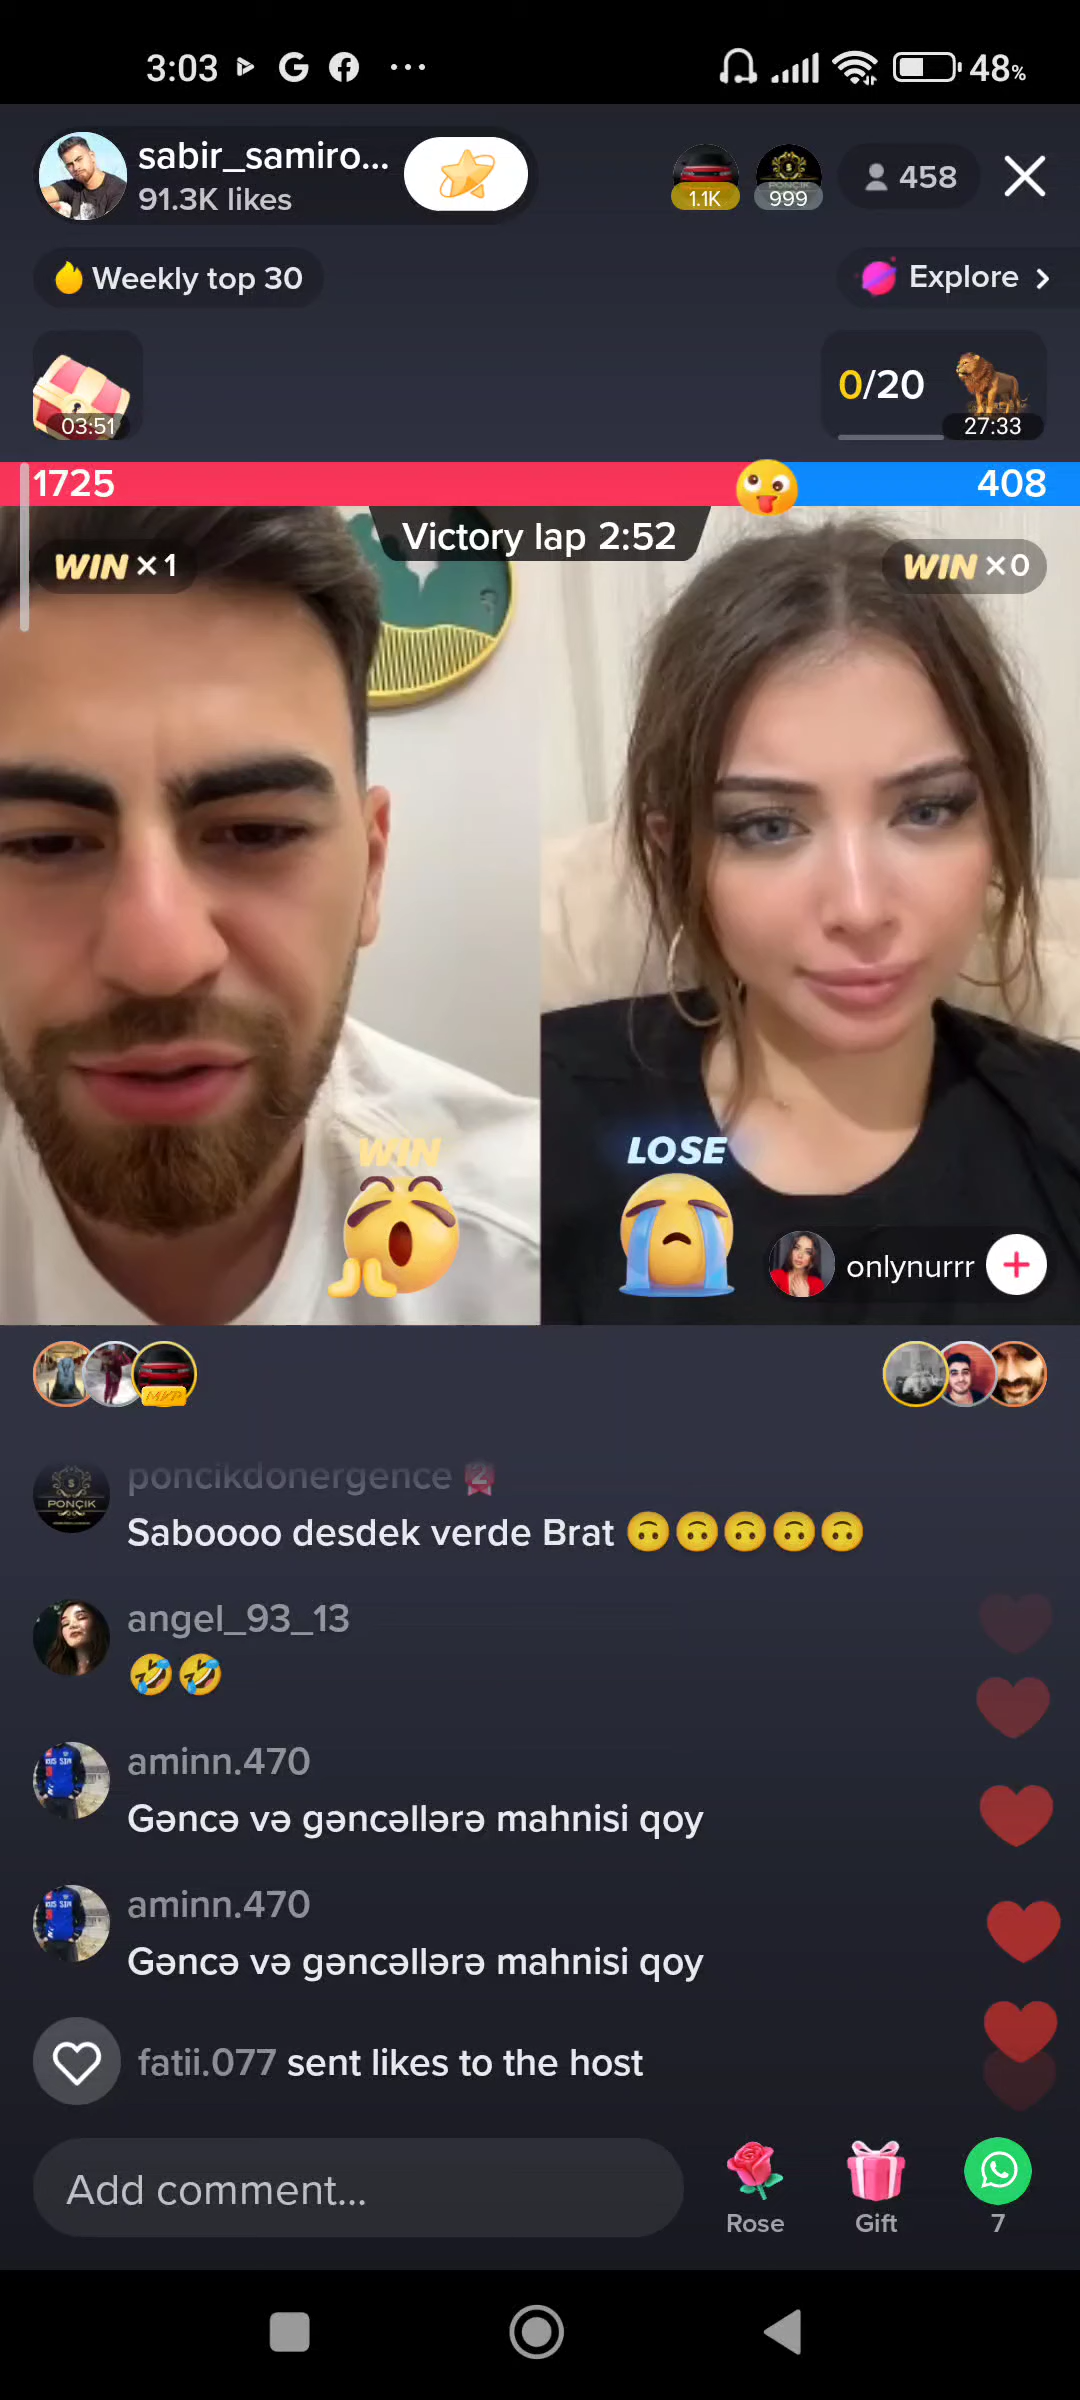 3:03
48%
sabir_samiro...
91.3K likes
1.1K
999
458
Weekly top 30
Explore
03:51
0/20
27:33
1725
408
Victory lap 2:52
WIN ×1
WIN ×0
WIN
LOSE
onlynurrr
MVP
poncikdonergence 2
PONÇIK
Saboooo desdek verde Brat 🙃🙃🙃🙃🙃
angel_93_13
🤣🤣
aminn.470
Gəncə və gəncəllərə mahnisi qoy
aminn.470
Gəncə və gəncəllərə mahnisi qoy
fatii.077 sent likes to the host
Add comment...
Rose
Gift
7